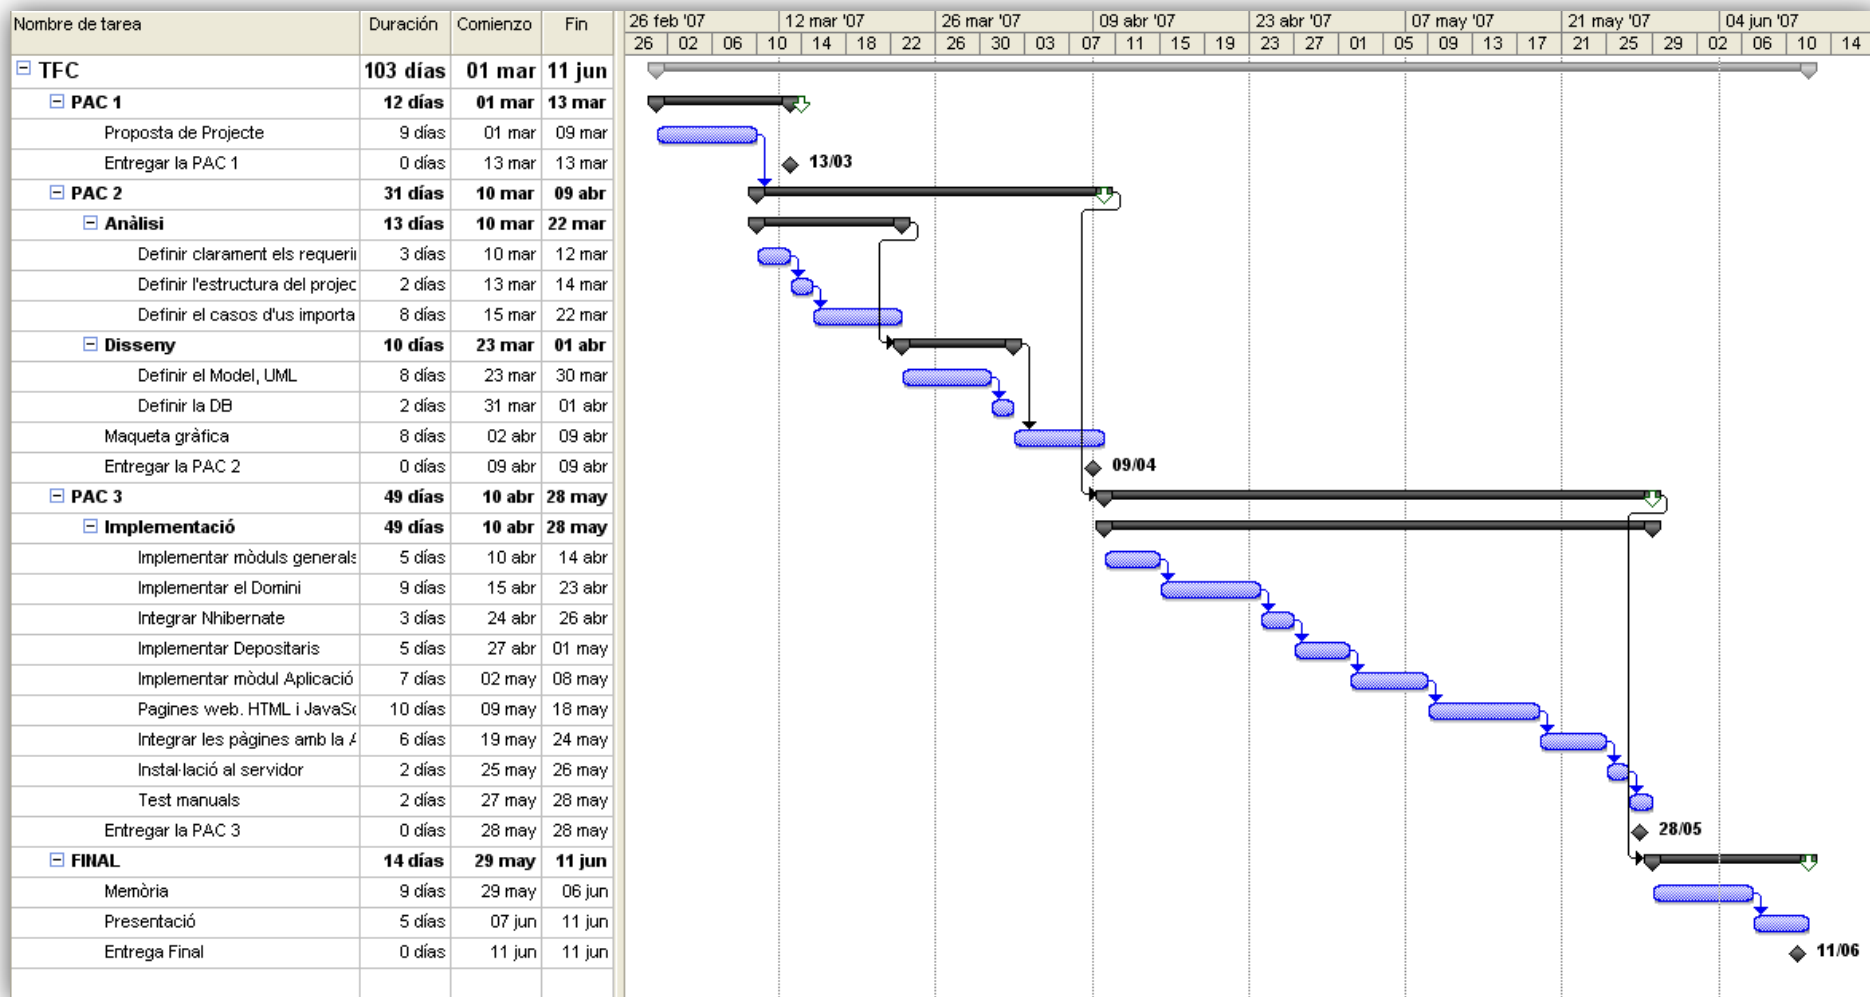 Nombre de tarea Duración Comienzo Fin 26 feb '07 12 mar '07 26 mar '07 09 abr '07 23 abr '07 07 may '07 21 may '07 04 jun '07
26 02 06 10 14 18 22 26 30 03 07 11 15 19 23 27 01 05 09 13 17 21 25 29 02 06 10 14
TFC 103 días 01 mar 11 jun
PAC 1 12 días 01 mar 13 mar
Proposta de Projecte 9 días 01 mar 09 mar
Entregar la PAC 1 0 días 13 mar 13 mar 13/03
PAC 2 31 días 10 mar 09 abr
Anàlisi 13 días 10 mar 22 mar
Definir clarament els requeri 3 días 10 mar 12 mar
Definir l'estructura del projec 2 días 13 mar 14 mar
Definir el casos d'us importa 8 días 15 mar 22 mar
Disseny 10 días 23 mar 01 abr
Definir el Model, UML 8 días 23 mar 30 mar
Definir la DB 2 días 31 mar 01 abr
Maqueta gràfica 8 días 02 abr 09 abr
Entregar la PAC 2 0 días 09 abr 09 abr 09/04
PAC 3 49 días 10 abr 28 may
Implementació 49 días 10 abr 28 may
Implementar mòduls generals 5 días 10 abr 14 abr
Implementar el Domini 9 días 15 abr 23 abr
Integrar Nhibernate 3 días 24 abr 26 abr
Implementar Depositaris 5 días 27 abr 01 may
Implementar mòdul Aplicació 7 días 02 may 08 may
Pagines web. HTML i JavaSc 10 días 09 may 18 may
Integrar les pàgines amb la A 6 días 19 may 24 may
Instal·lació al servidor 2 días 25 may 26 may
Test manuals 2 días 27 may 28 may
Entregar la PAC 3 0 días 28 may 28 may 28/05
FINAL 14 días 29 may 11 jun
Memòria 9 días 29 may 06 jun
Presentació 5 días 07 jun 11 jun
Entrega Final 0 días 11 jun 11 jun 11/06